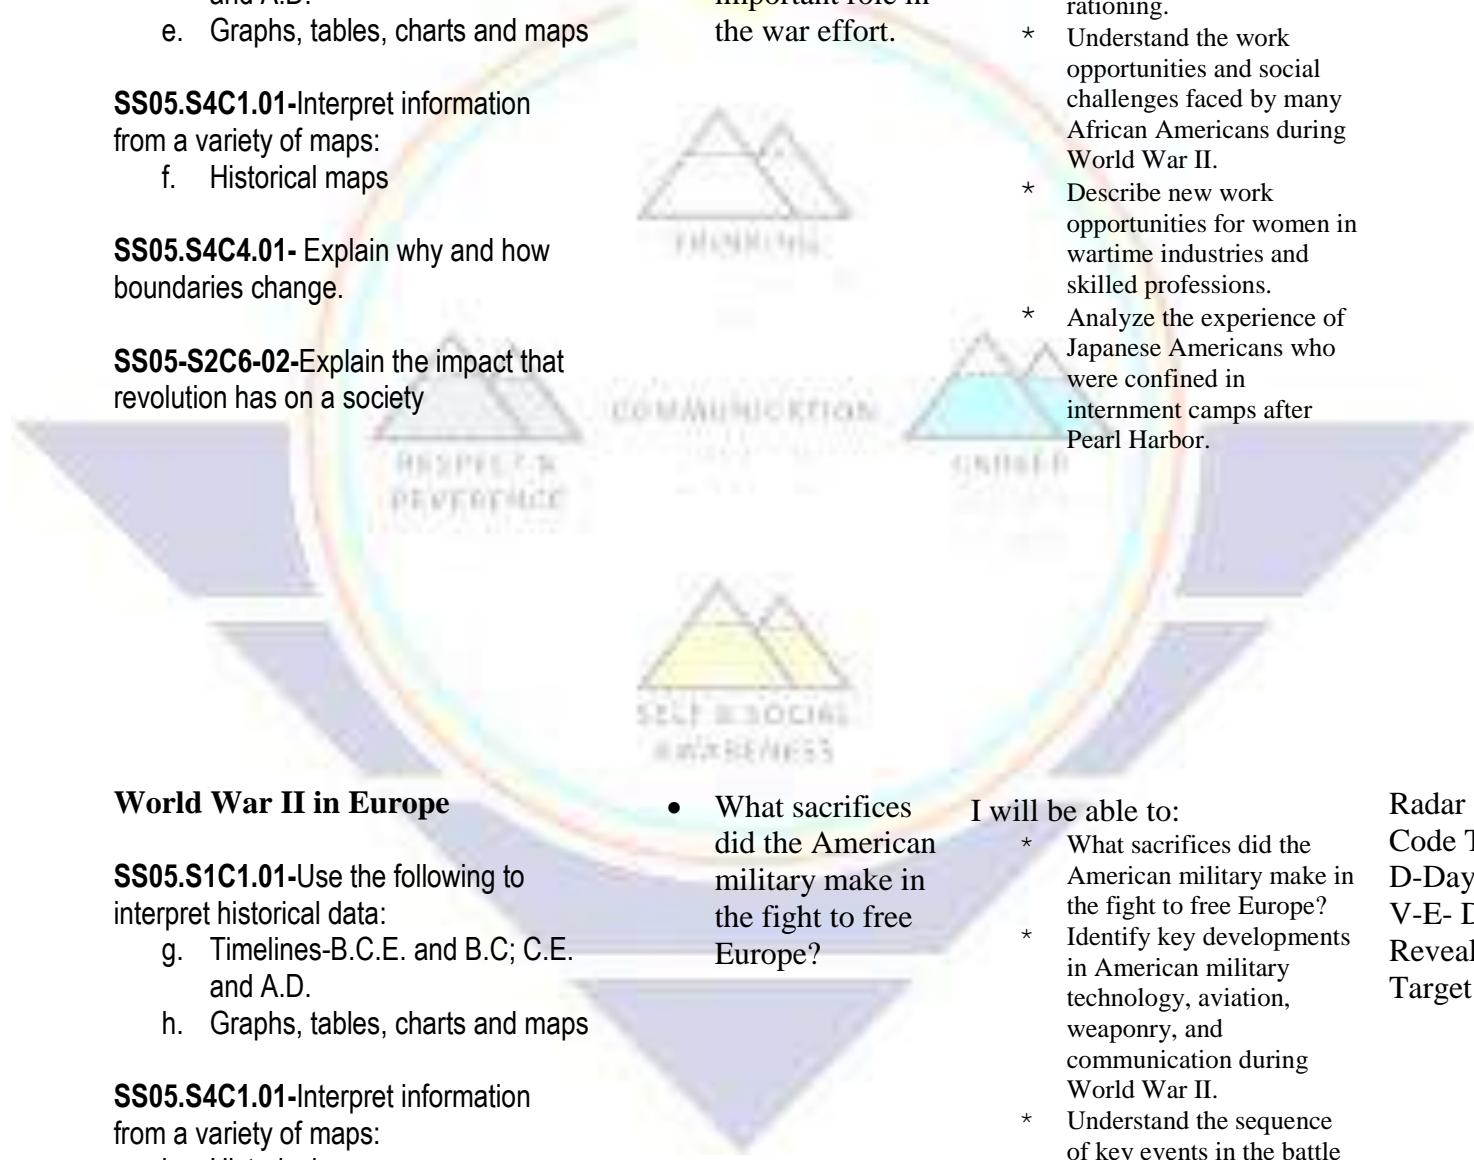 and A.D.
e. Graphs, tables, charts and maps
SS05.S4C1.01-Interpret information
from a variety of maps:
f. Historical maps
SS05.S4C4.01- Explain why and how
boundaries change.
SS05-S2C6-02-Explain the impact that
revolution has on a society
important role in
the war effort.
rationing.
* Understand the work
opportunities and social
challenges faced by many
African Americans during
World War II.
* Describe new work
opportunities for women in
wartime industries and
skilled professions.
* Analyze the experience of
Japanese Americans who
were confined in
internment camps after
Pearl Harbor.
THINKING
COMMUNICATION
RESPECT &
REVERENCE
CAREER
SELF & SOCIAL
AWARENESS
World War II in Europe
SS05.S1C1.01-Use the following to
interpret historical data:
g. Timelines-B.C.E. and B.C; C.E.
and A.D.
h. Graphs, tables, charts and maps
SS05.S4C1.01-Interpret information
from a variety of maps:
• What sacrifices
did the American
military make in
the fight to free
Europe?
I will be able to:
* What sacrifices did the
American military make in
the fight to free Europe?
* Identify key developments
in American military
technology, aviation,
weaponry, and
communication during
World War II.
* Understand the sequence
of key events in the battle
Radar
Code
D-Day
V-E-
Target